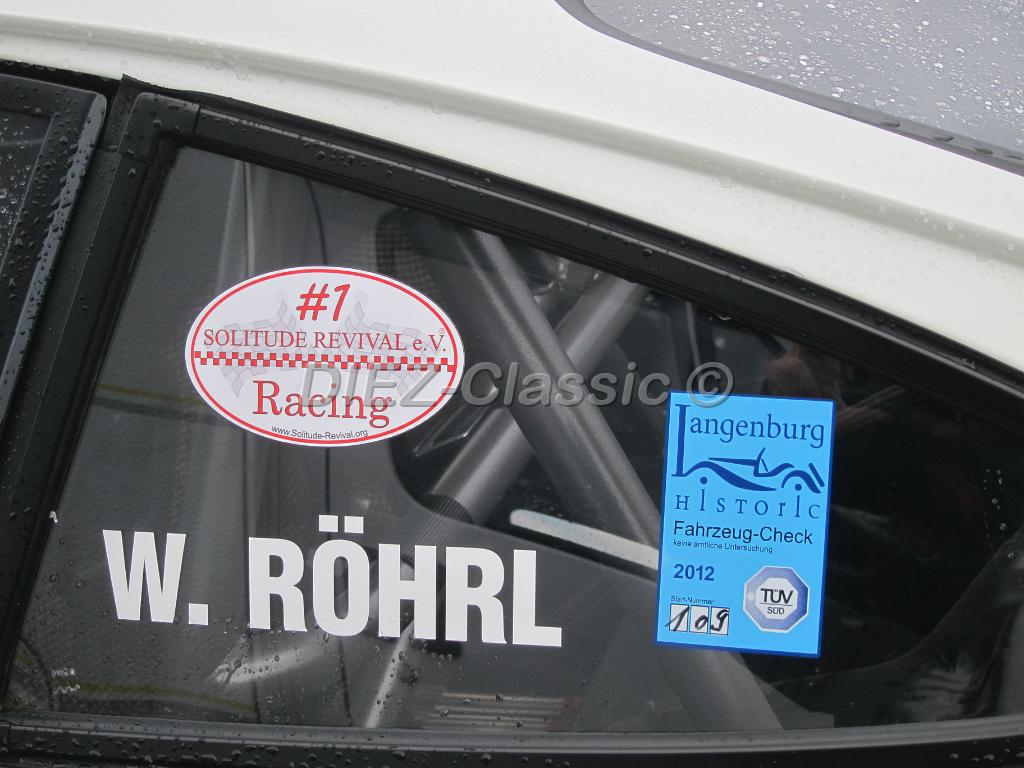 #1
SOLITUDE REVIVAL e.V.®
Racing
www.Solitude-Revival.org
DIEZ-Classic ©
Langenburg
HISTORIC
Fahrzeug-Check
keine amtliche Untersuchung
2012
Start-Nummer:
109
TÜV
SÜD
W. RÖHRL